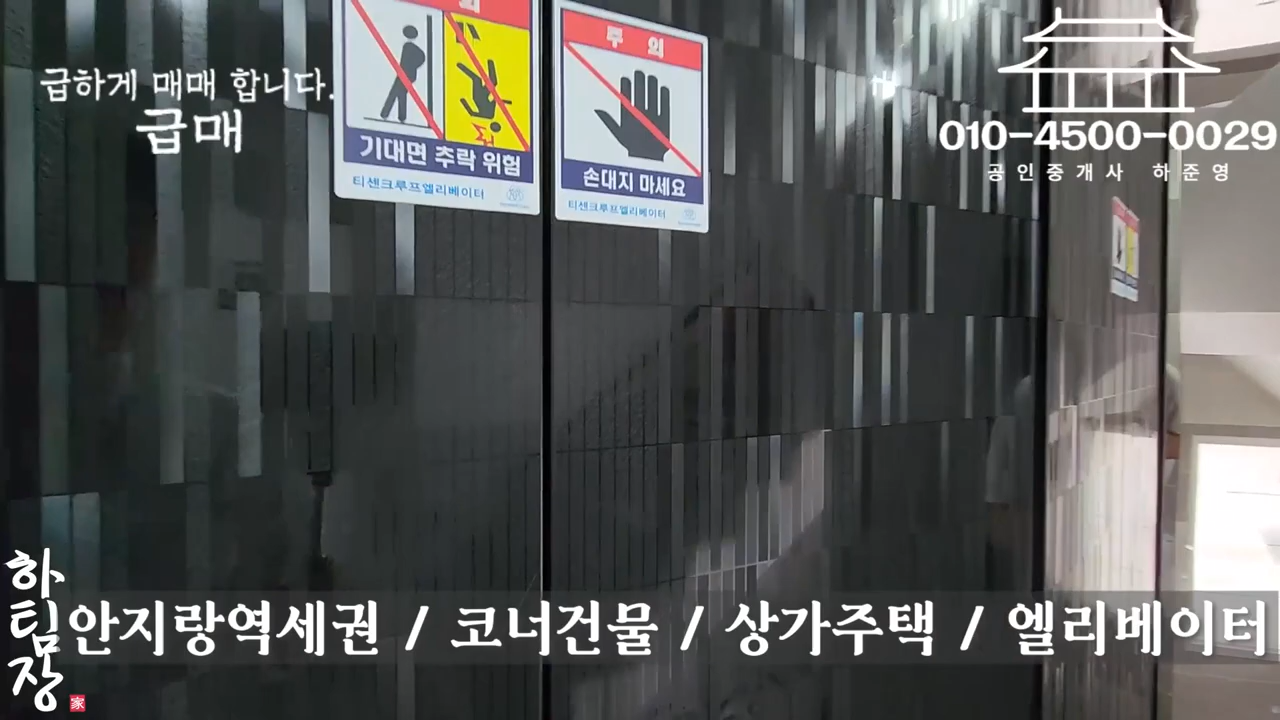 급하게 매매 합니다.
급매
010-4500-0029
공인중개사 하준영
기대면 추락 위험
티센크루프엘리베이터
주 의
손대지 마세요
티센크루프엘리베이터
하팀장
家
안지랑역세권 / 코너건물 / 상가주택 / 엘리베이터